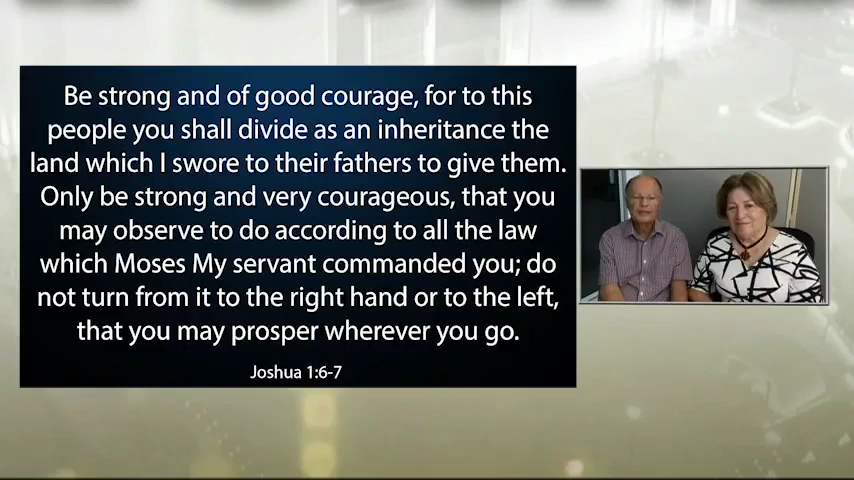 Be strong and of good courage, for to this
people you shall divide as an inheritance the
land which I swore to their fathers to give them.
Only be strong and very courageous, that you
may observe to do according to all the law
which Moses My servant commanded you; do
not turn from it to the right hand or to the left,
that you may prosper wherever you go.
Joshua 1:6-7